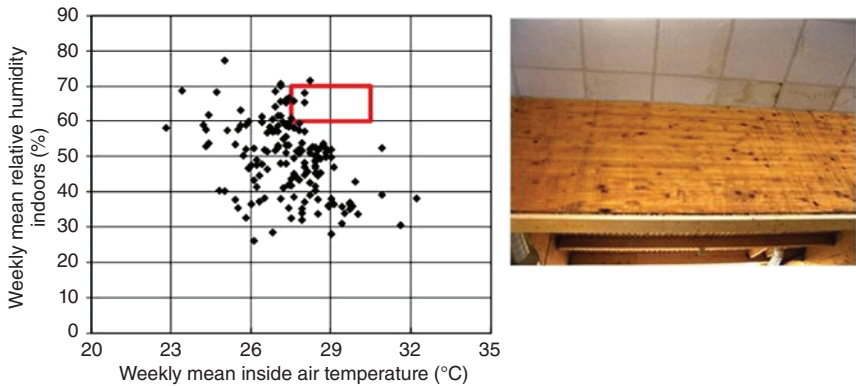 Weekly mean relative humidity
indoors (%)
90
80
70
60
50
40
30
20
10
0
20 23 26 29 32 35
Weekly mean inside air temperature (°C)